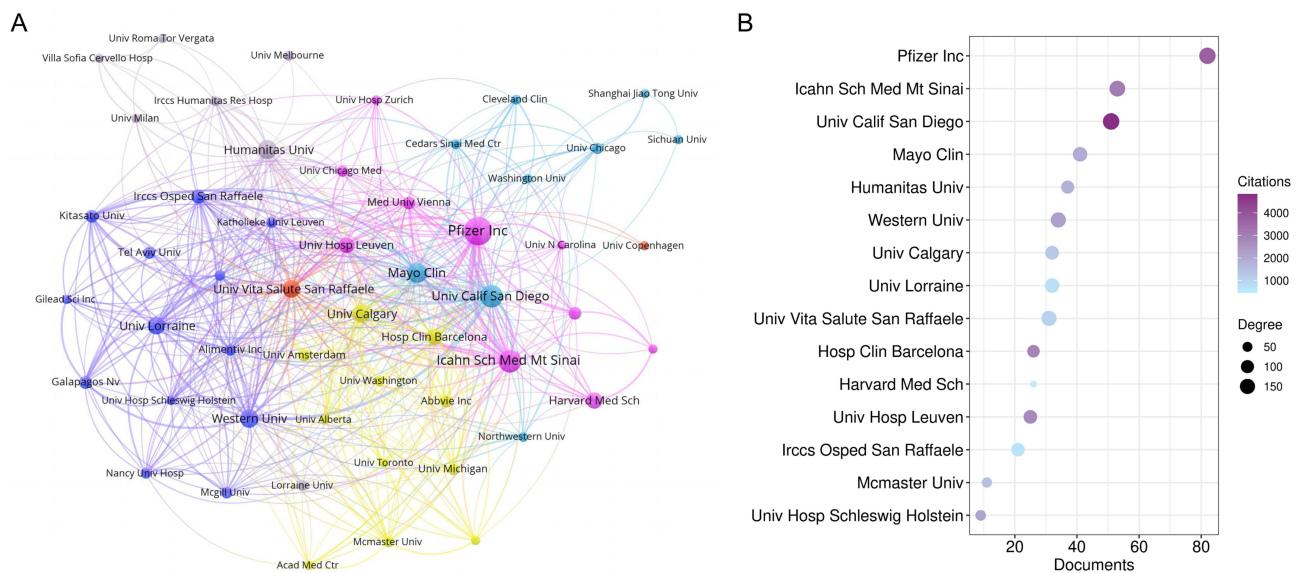 A
Univ Roma Tor Vergata
Villa Sofia Cervello Hosp
Univ Melbourne
Irccs Humanitas Res Hosp
Univ Hosp Zurich
Cleveland Clin
Shanghai Jiao Tong Univ
Univ Milan
Humanitas Univ
Cedars Sinai Med Ctr
Univ Chicago
Sichuan Univ
Univ Chicago Med
Washington Univ
Irccs Osped San Raffaele
Med Univ Vienna
Kitasato Univ
Katholieke Univ Leuven
Pfizer Inc
Tel Aviv Univ
Univ Hosp Leuven
Univ N Carolina
Univ Copenhagen
Mayo Clin
Gilead Sci Inc
Univ Vita Salute San Raffaele
Univ Calif San Diego
Univ Lorraine
Univ Calgary
Hosp Clin Barcelona
Alimentiv Inc
Univ Amsterdam
Icahn Sch Med Mt Sinai
Galapagos Nv
Univ Washington
Univ Hosp Schleswig Holstein
Abbvie Inc
Harvard Med Sch
Western Univ
Univ Alberta
Northwestern Univ
Univ Toronto
Univ Michigan
Nancy Univ Hosp
Lorraine Univ
Mcgill Univ
Mcmaster Univ
Acad Med Ctr
B
Pfizer Inc
Icahn Sch Med Mt Sinai
Univ Calif San Diego
Mayo Clin
Humanitas Univ
Western Univ
Univ Calgary
Univ Lorraine
Univ Vita Salute San Raffaele
Hosp Clin Barcelona
Harvard Med Sch
Univ Hosp Leuven
Irccs Osped San Raffaele
Mcmaster Univ
Univ Hosp Schleswig Holstein
20 40 60 80
Documents
Citations
4000
3000
2000
1000
Degree
50
100
150